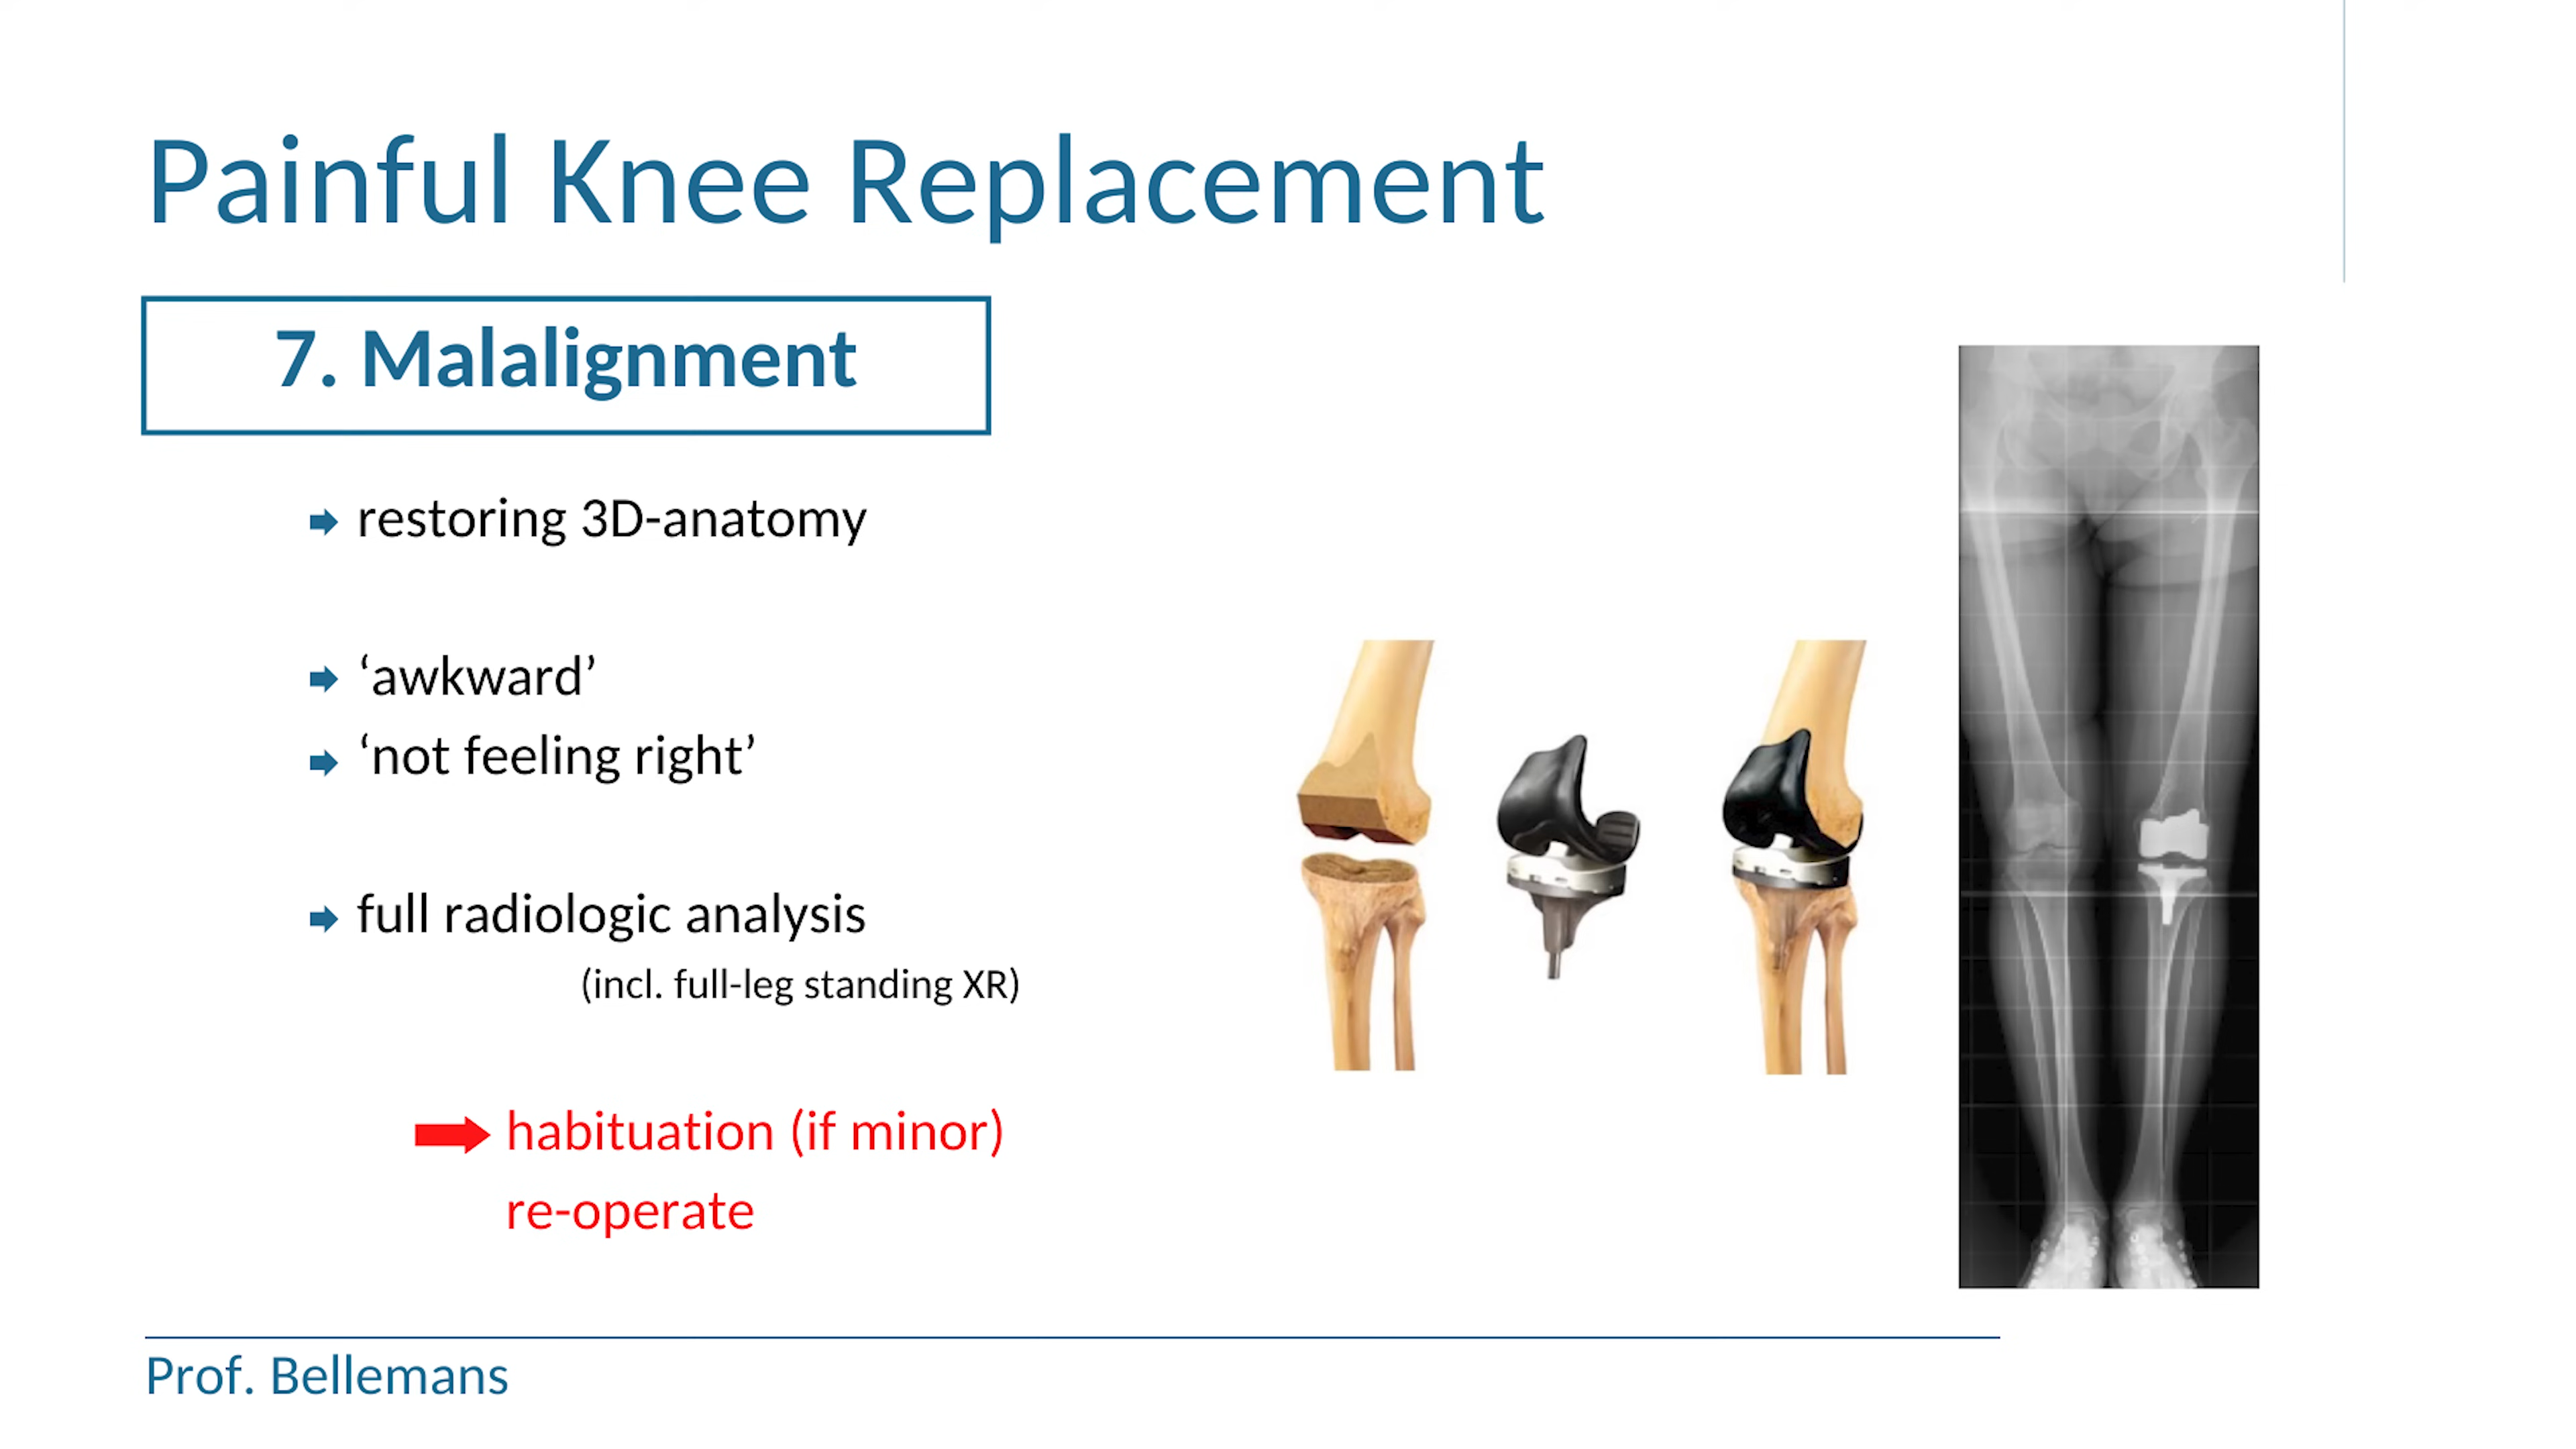 Painful Knee Replacement
7. Malalignment
restoring 3D-anatomy
‘awkward’
‘not feeling right’
full radiologic analysis
(incl. full-leg standing XR)
habituation (if minor)
re-operate
Prof. Bellemans